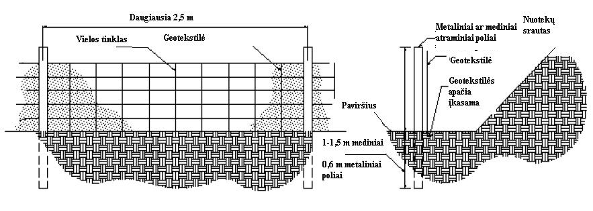 Daugiausia 2,5 m
Vielos tinklas
Geotekstilė
Metaliniai ar mediniai
atraminiai poliai
Nuotekų
srautas
Geotekstilė
Geotekstilės
apačia
įkasama
Paviršius
1-1,5 m mediniai
0,6 m metaliniai
poliai